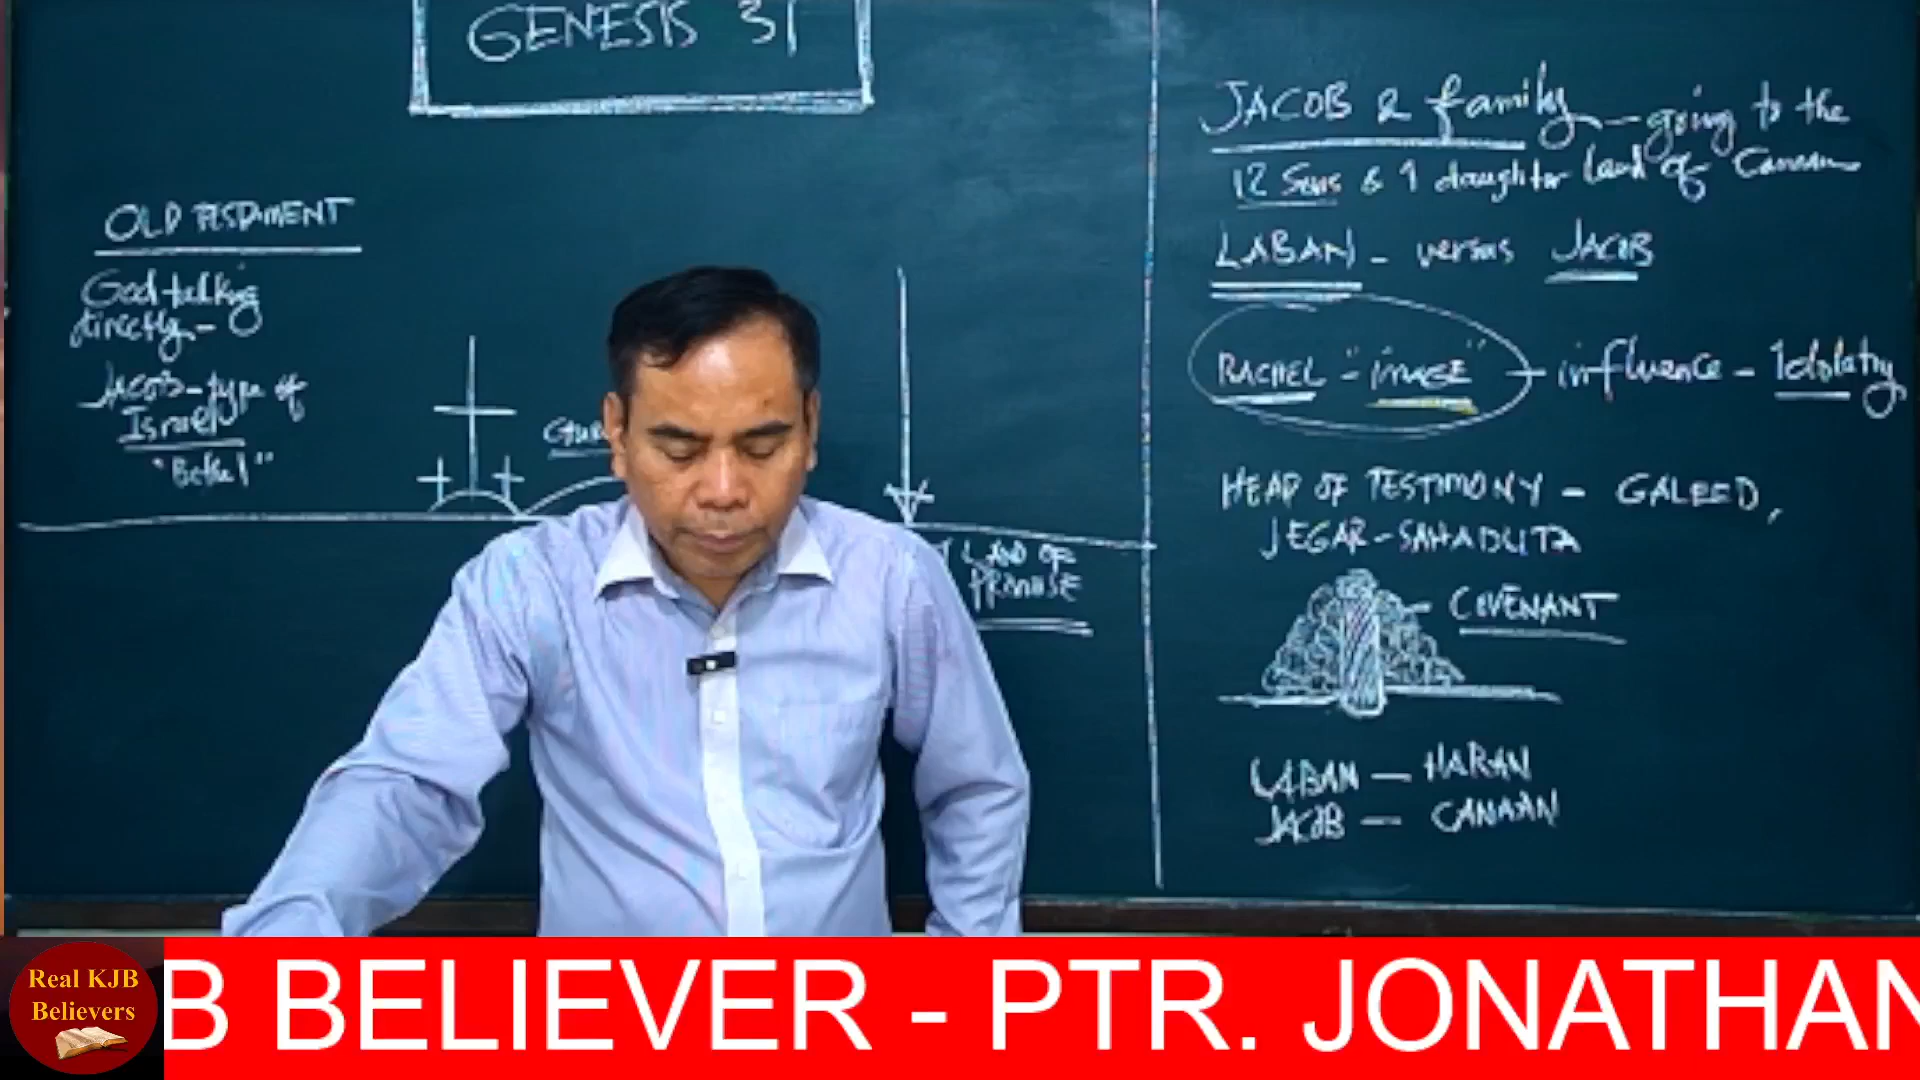 GENESIS 31
OLD TESTAMENT
God talking
directly -
Jacob - type of
Israel
"Bethel"
LAND OF
PROMISE
JACOB & family - going to the
12 Sons & 1 daughter land of Canaan
LABAN - versus JACOB
RACHEL - "image" - influence - Idolatry
HEAP OF TESTIMONY - GALEED,
JEGAR-SAHADUTA
COVENANT
LABAN - HARAN
JACOB - CANAAN
Real KJB
Believers
B BELIEVER - PTR. JONATHAN